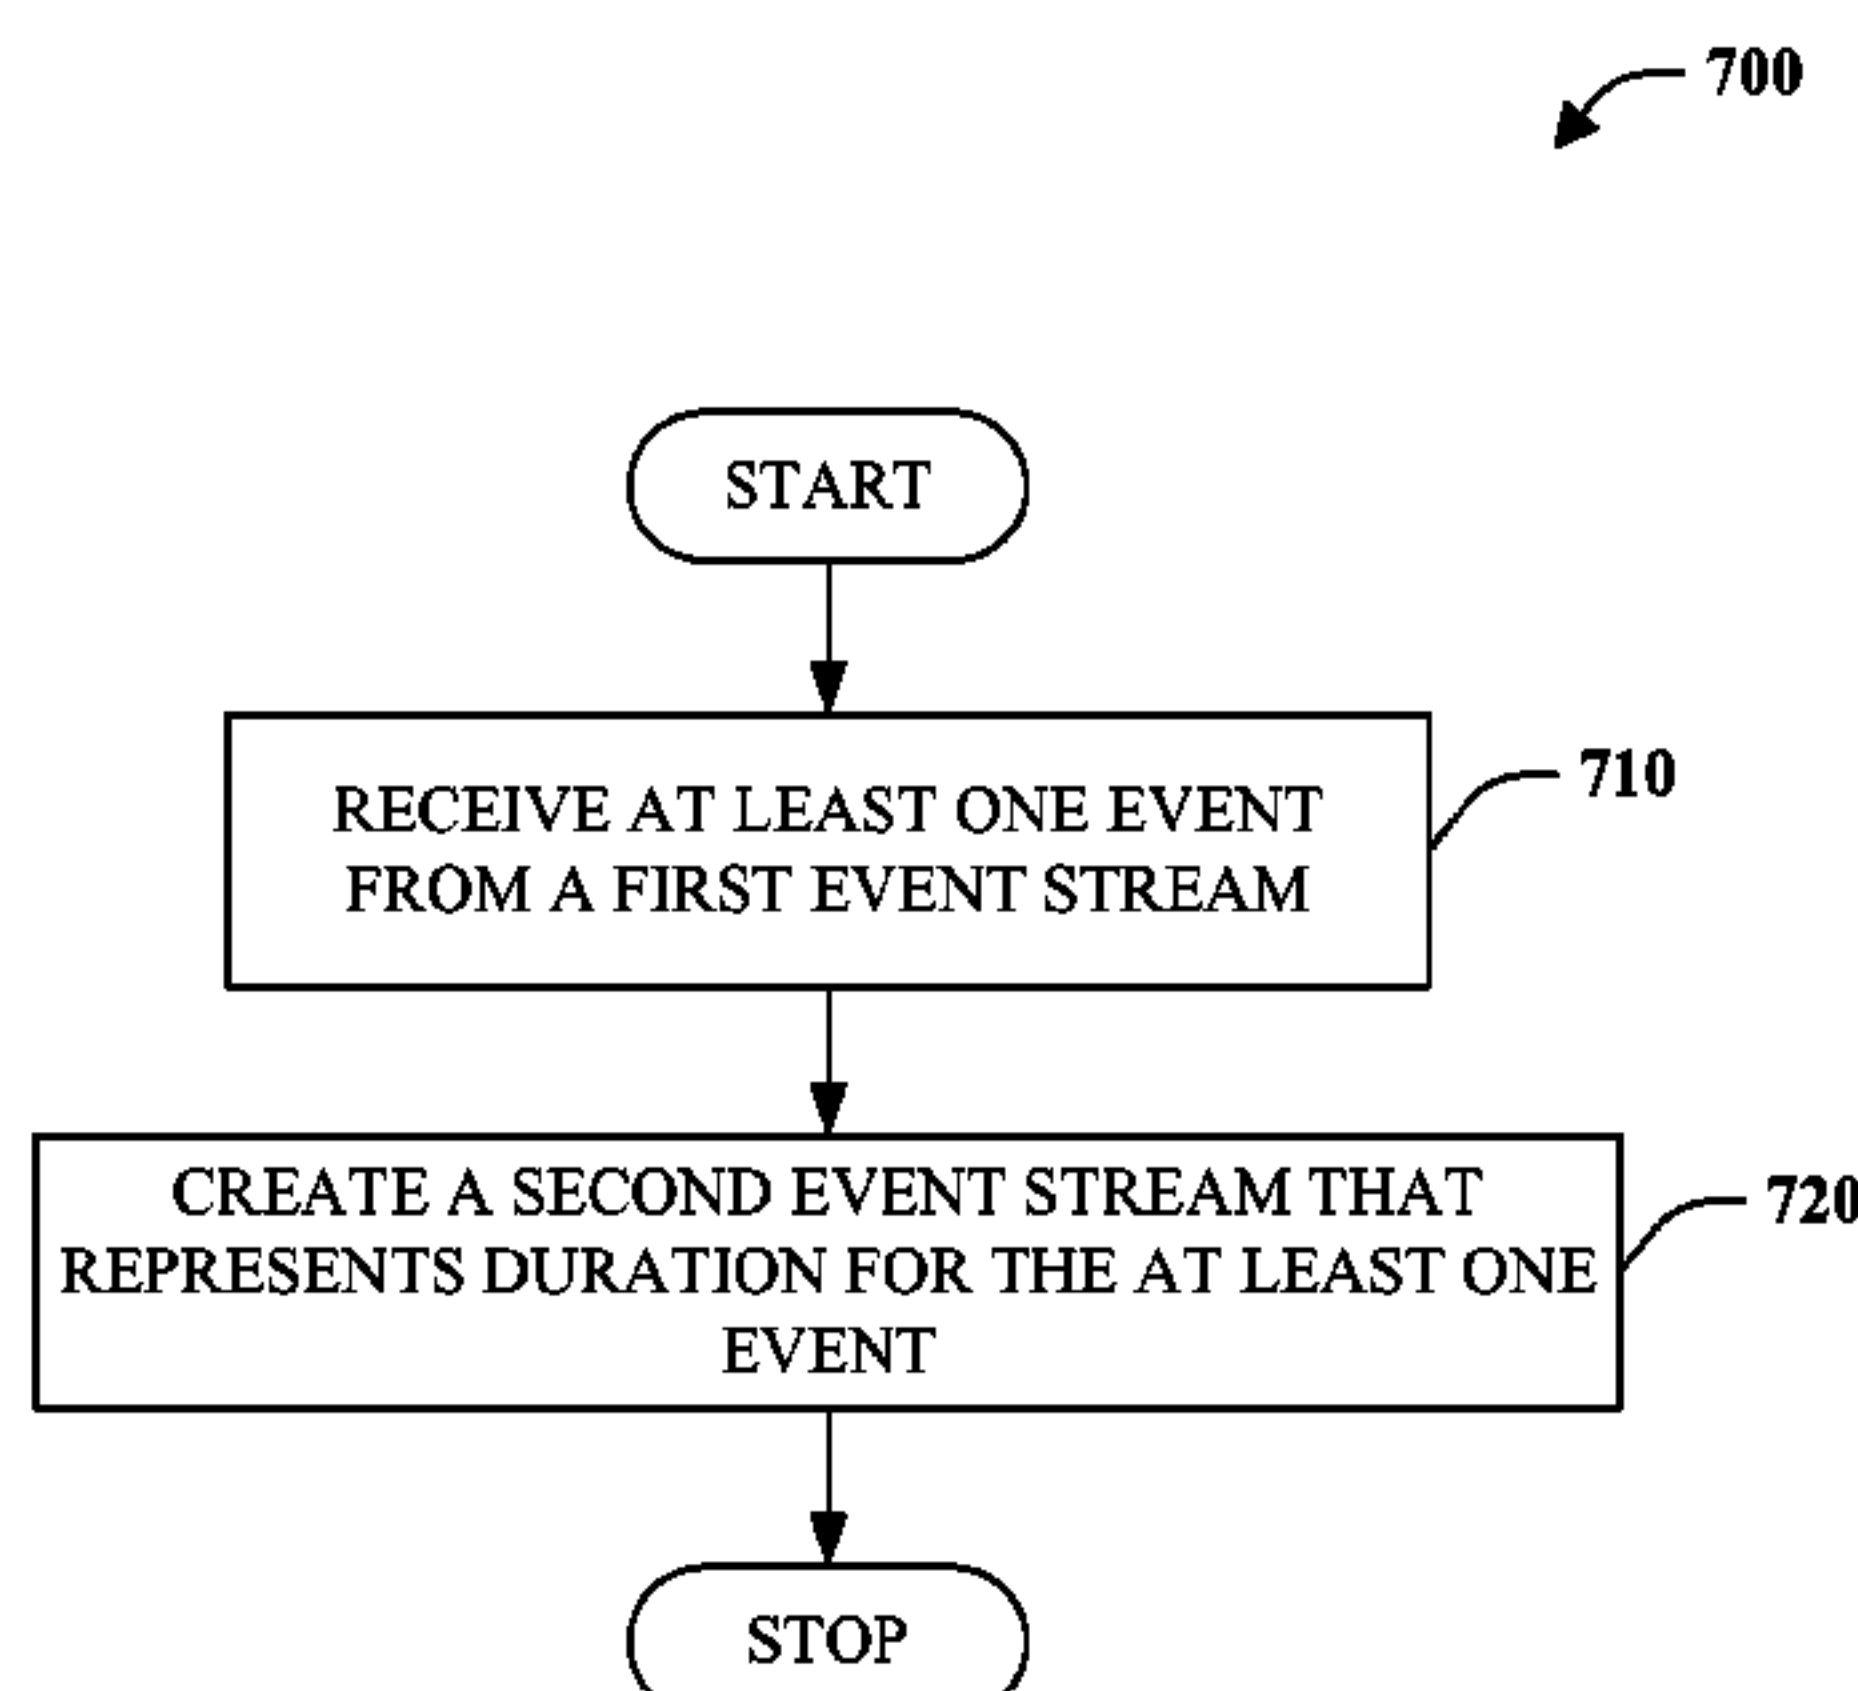 700
START
RECEIVE AT LEAST ONE EVENT
FROM A FIRST EVENT STREAM
710
CREATE A SECOND EVENT STREAM THAT
REPRESENTS DURATION FOR THE AT LEAST ONE
EVENT
720
STOP